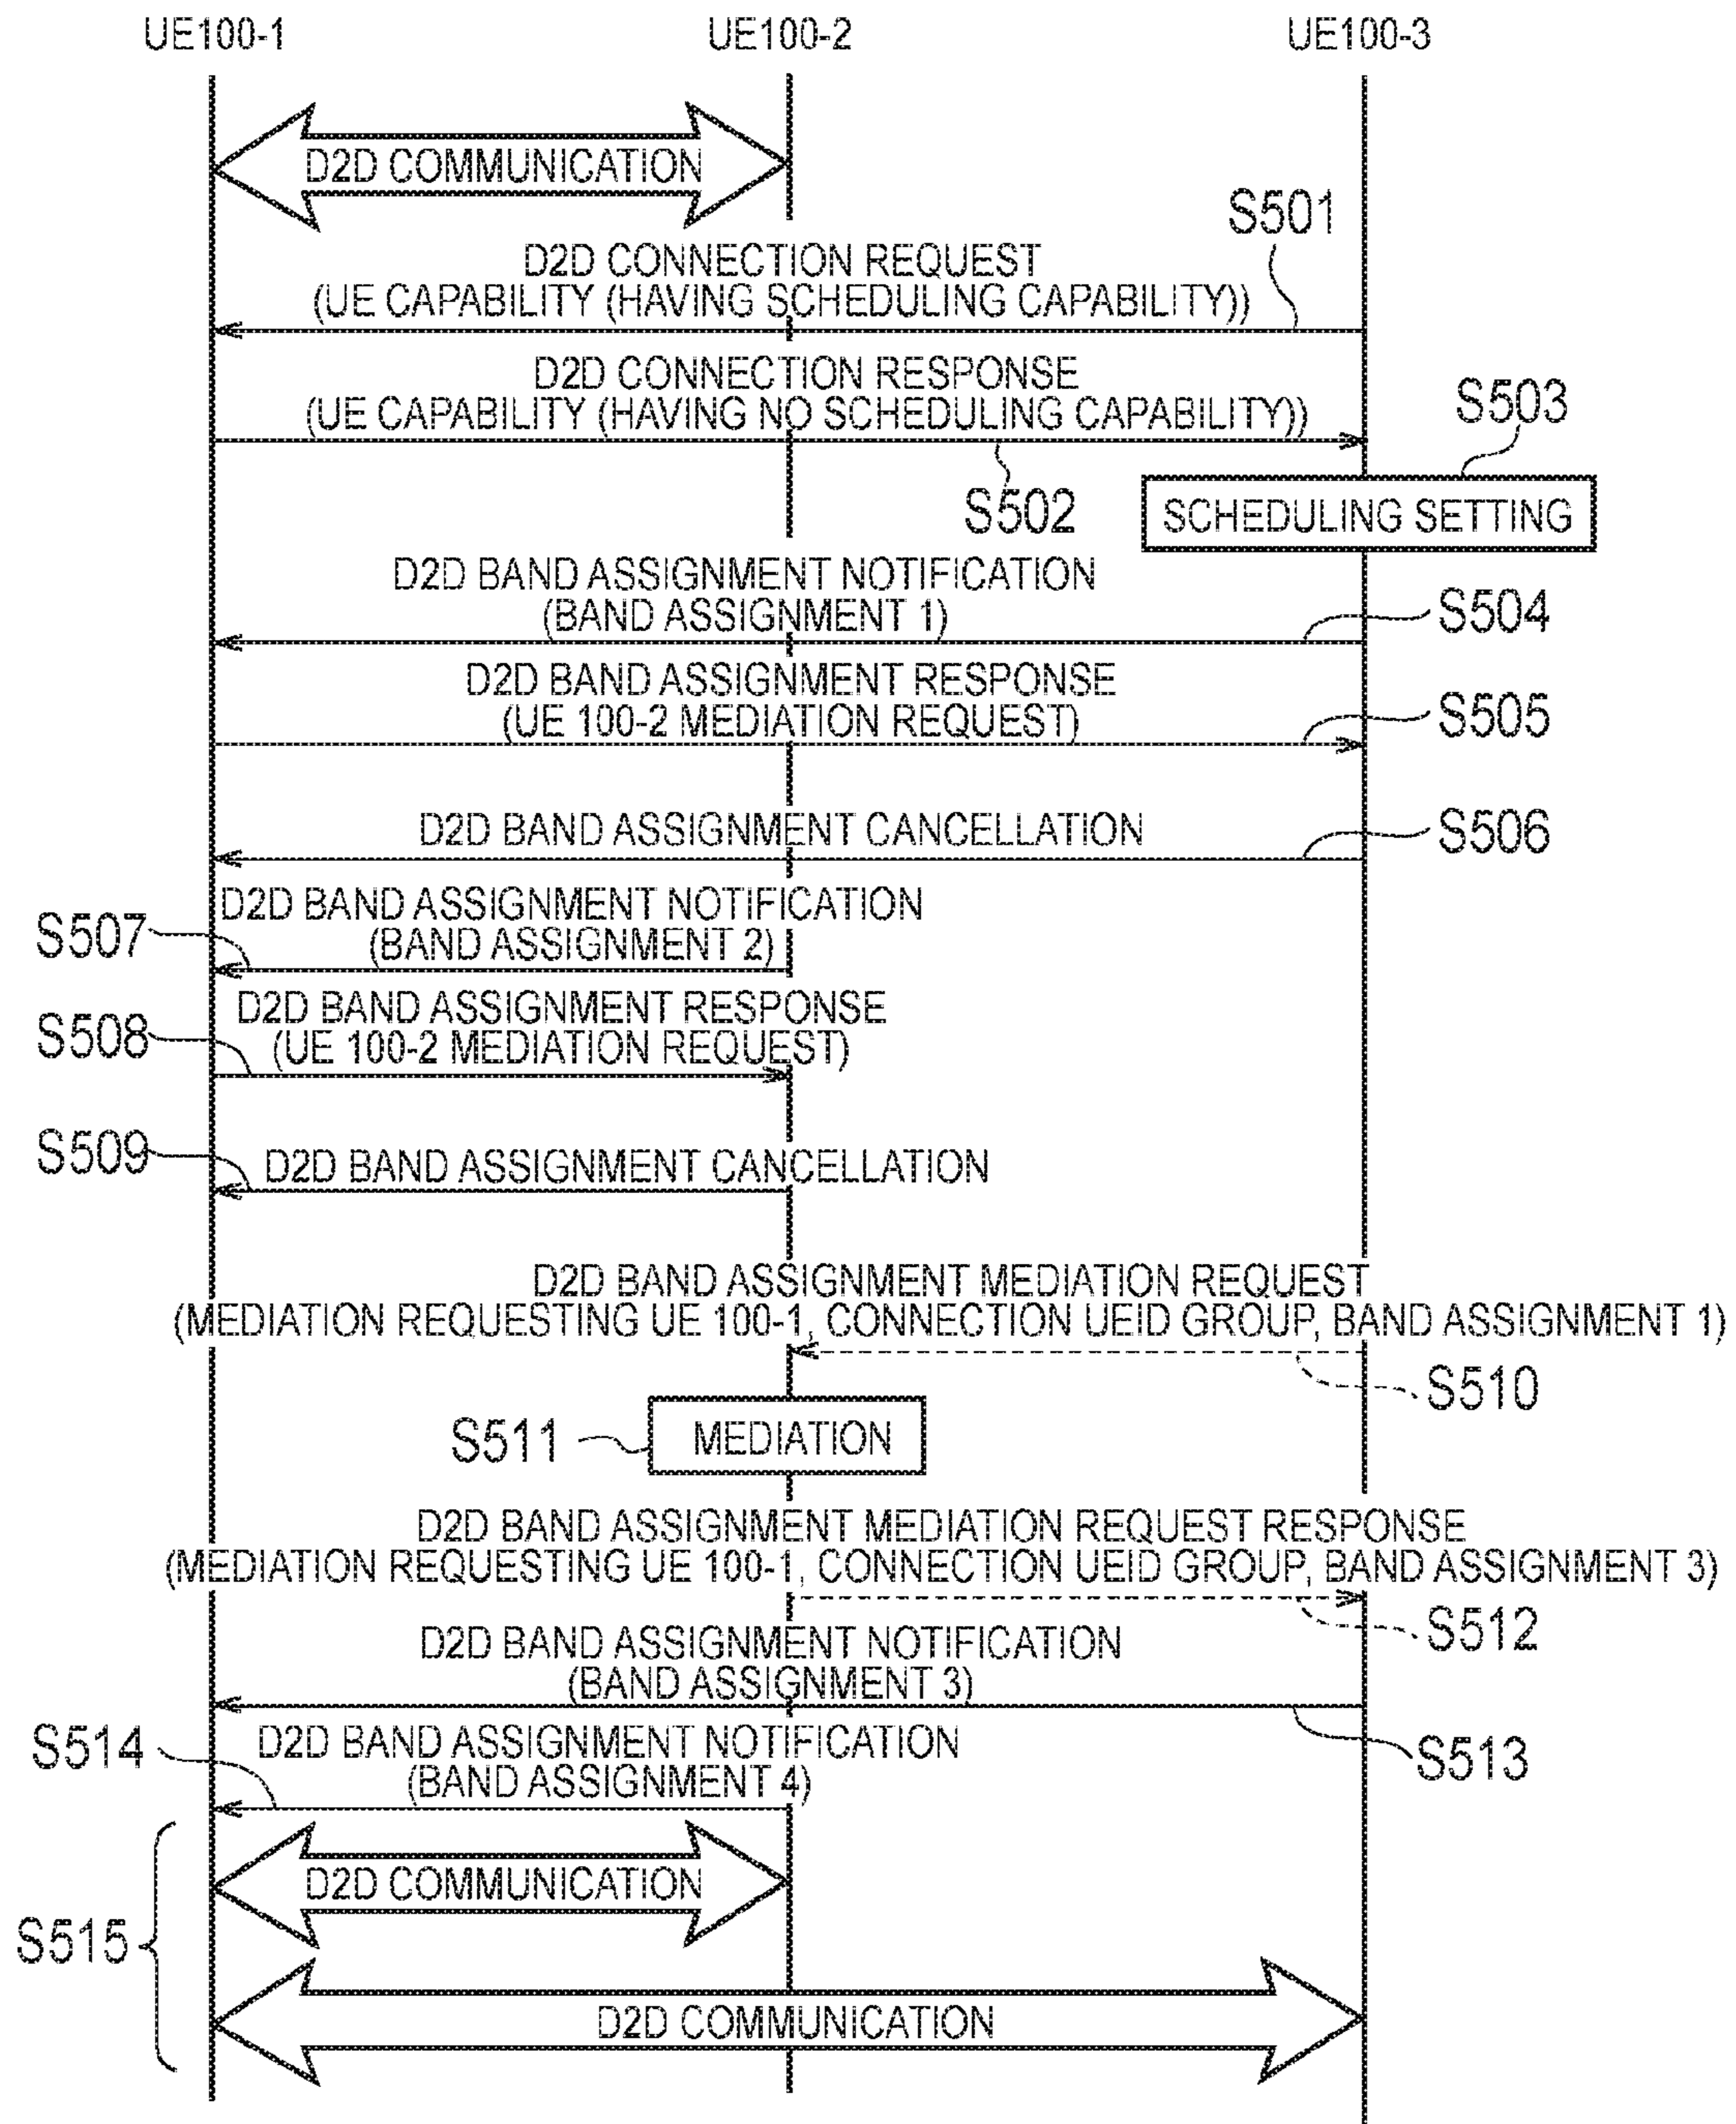 UE100-1 UE100-2 UE100-3
D2D COMMUNICATION
S501
D2D CONNECTION REQUEST
(UE CAPABILITY (HAVING SCHEDULING CAPABILITY))
D2D CONNECTION RESPONSE
(UE CAPABILITY (HAVING NO SCHEDULING CAPABILITY))
S503
S502
SCHEDULING SETTING
D2D BAND ASSIGNMENT NOTIFICATION
(BAND ASSIGNMENT 1)
S504
D2D BAND ASSIGNMENT RESPONSE
(UE 100-2 MEDIATION REQUEST)
S505
D2D BAND ASSIGNMENT CANCELLATION
S506
D2D BAND ASSIGNMENT NOTIFICATION
S507
(BAND ASSIGNMENT 2)
D2D BAND ASSIGNMENT RESPONSE
S508
(UE 100-2 MEDIATION REQUEST)
S509
D2D BAND ASSIGNMENT CANCELLATION
D2D BAND ASSIGNMENT MEDIATION REQUEST
(MEDIATION REQUESTING UE 100-1, CONNECTION UEID GROUP, BAND ASSIGNMENT 1)
S510
S511
MEDIATION
D2D BAND ASSIGNMENT MEDIATION REQUEST RESPONSE
(MEDIATION REQUESTING UE 100-1, CONNECTION UEID GROUP, BAND ASSIGNMENT 3)
S512
D2D BAND ASSIGNMENT NOTIFICATION
(BAND ASSIGNMENT 3)
S513
S514
D2D BAND ASSIGNMENT NOTIFICATION
(BAND ASSIGNMENT 4)
D2D COMMUNICATION
S515
D2D COMMUNICATION